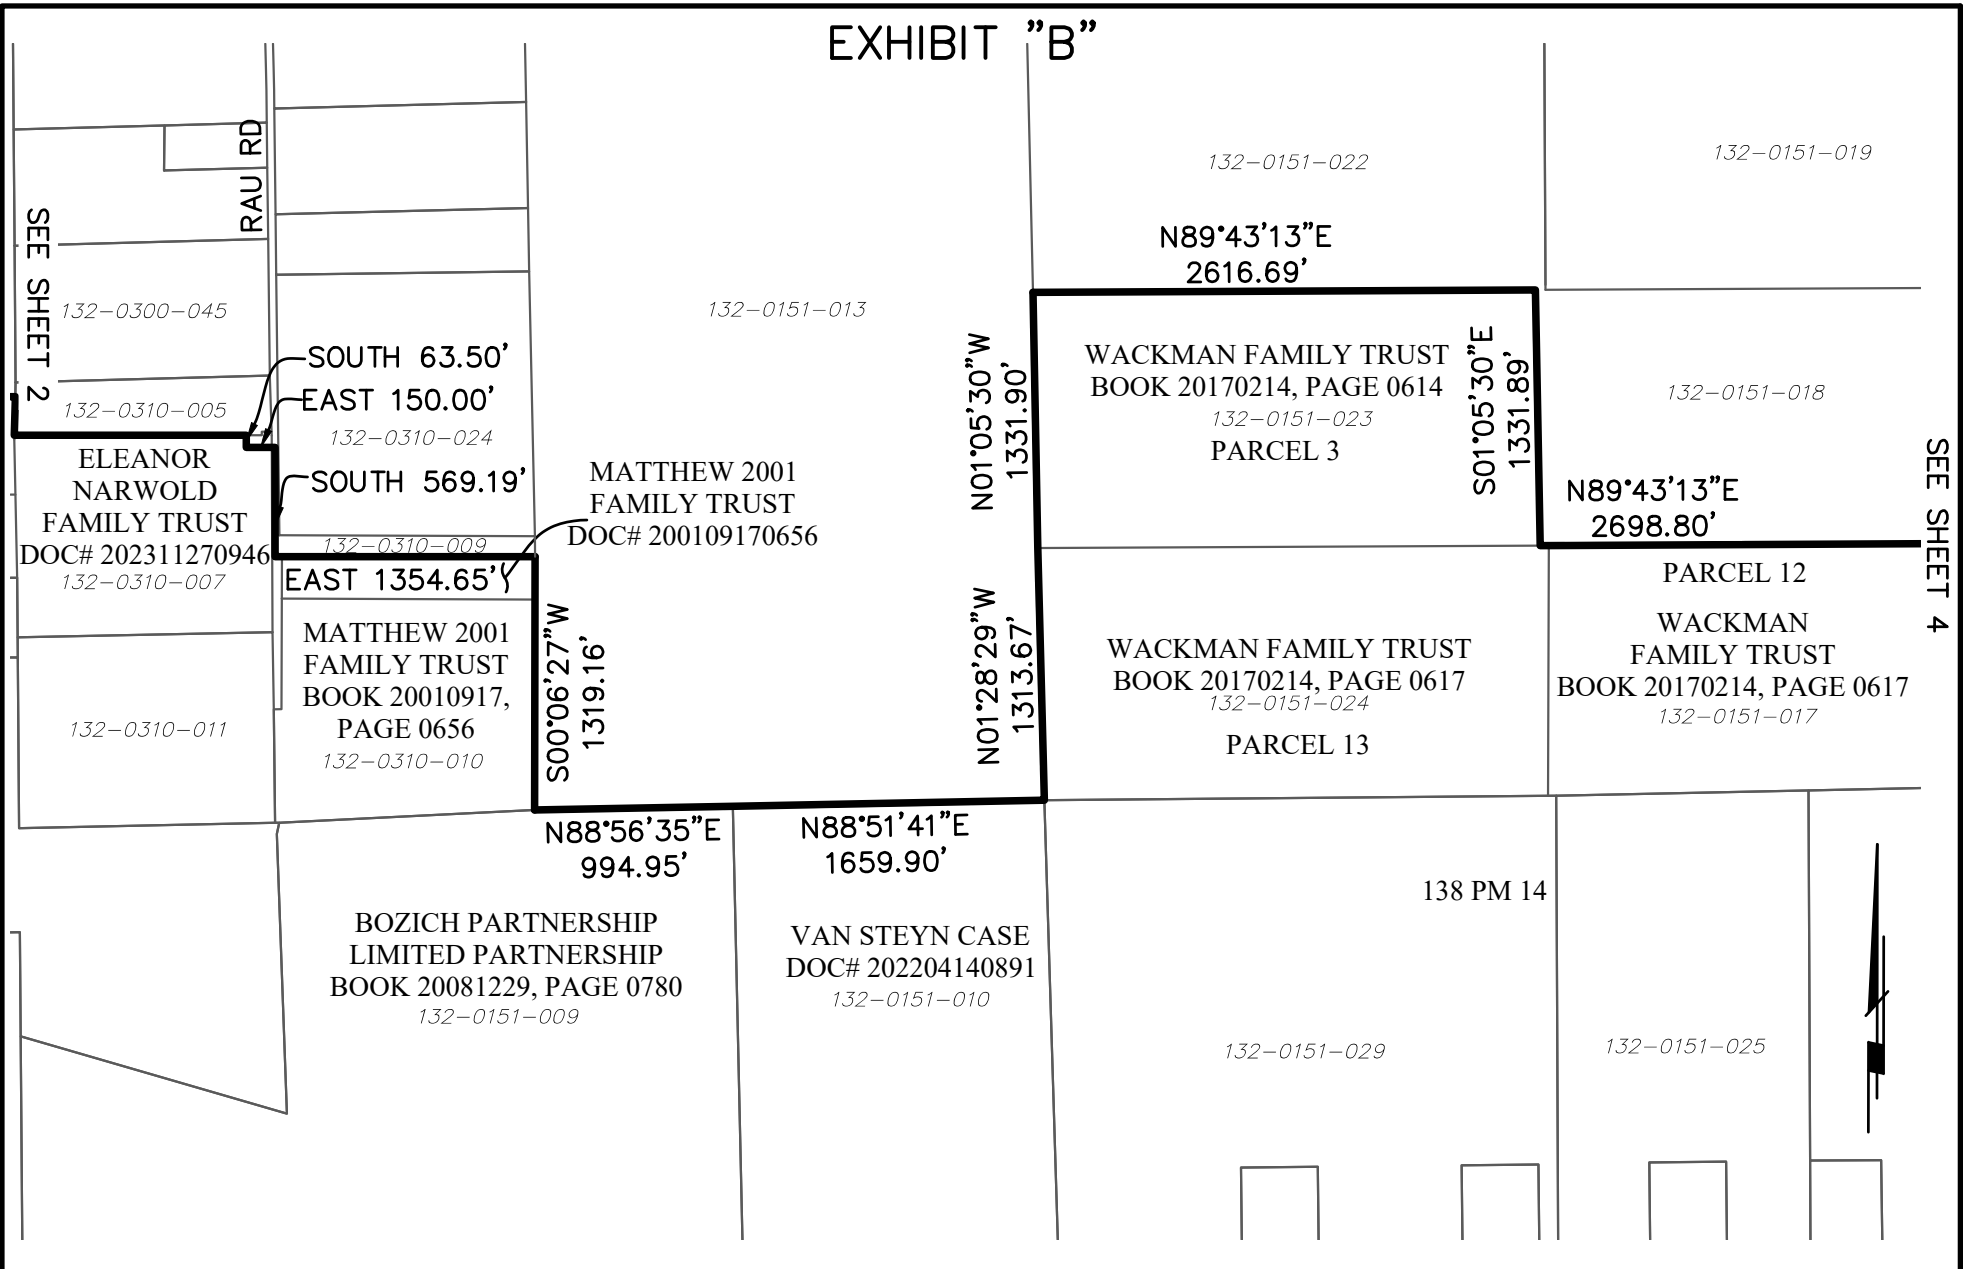 EXHIBIT "B"
RAU RD
SEE SHEET 2
132-0300-045
132-0310-005
SOUTH 63.50'
EAST 150.00'
132-0310-024
SOUTH 569.19'
ELEANOR
NARWOLD
FAMILY TRUST
DOC# 202311270946
132-0310-007
132-0310-009
EAST 1354.65'
MATTHEW 2001
FAMILY TRUST
DOC# 200109170656
MATTHEW 2001
FAMILY TRUST
BOOK 20010917,
PAGE 0656
132-0310-010
132-0310-011
S00°06'27"W
1319.16'
132-0151-013
N01°05'30"W
1331.90'
N01°28'29"W
1313.67'
132-0151-022
132-0151-019
N89°43'13"E
2616.69'
WACKMAN FAMILY TRUST
BOOK 20170214, PAGE 0614
132-0151-023
PARCEL 3
S01°05'30"E
1331.89'
132-0151-018
N89°43'13"E
2698.80'
SEE SHEET 4
PARCEL 12
WACKMAN
FAMILY TRUST
BOOK 20170214, PAGE 0617
132-0151-017
WACKMAN FAMILY TRUST
BOOK 20170214, PAGE 0617
132-0151-024
PARCEL 13
N88°56'35"E
994.95'
N88°51'41"E
1659.90'
BOZICH PARTNERSHIP
LIMITED PARTNERSHIP
BOOK 20081229, PAGE 0780
132-0151-009
VAN STEYN CASE
DOC# 202204140891
132-0151-010
138 PM 14
132-0151-029
132-0151-025